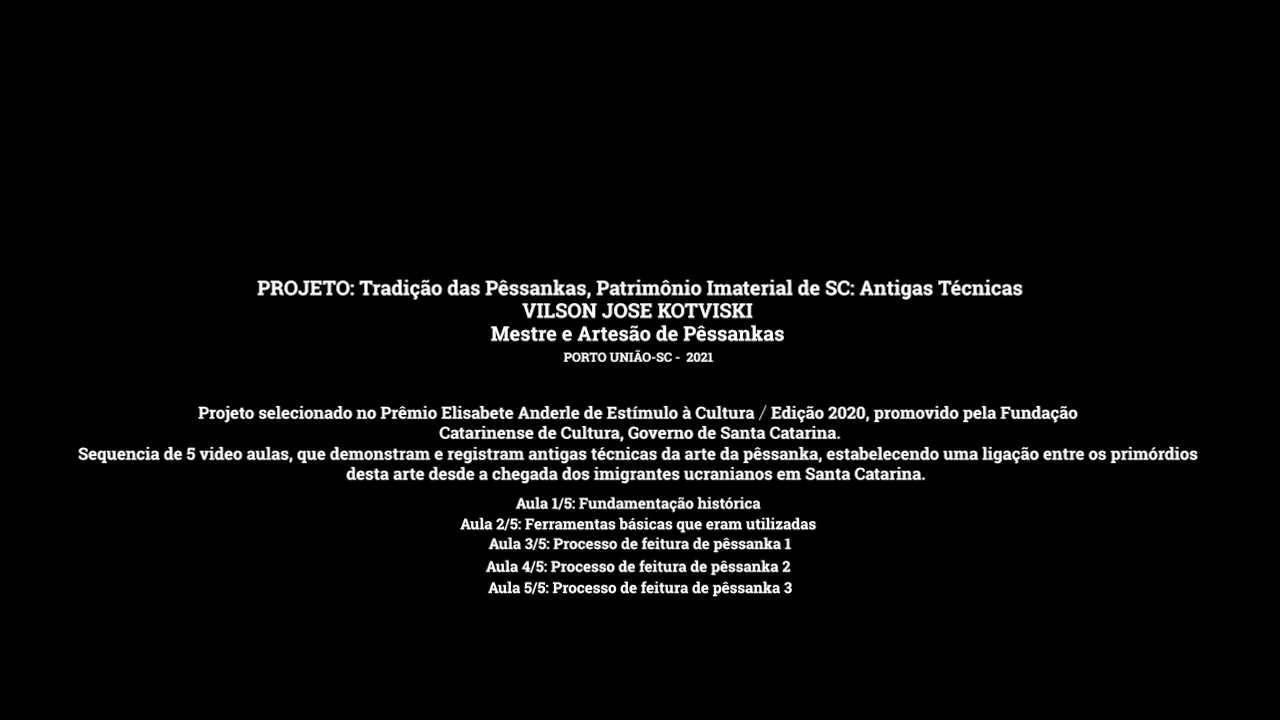 PROJETO: Tradição das Pêssankas, Patrimônio Imaterial de SC: Antigas Técnicas
VILSON JOSE KOTVISKI
Mestre e Artesão de Pêssankas
PORTO UNIÃO-SC - 2021
Projeto selecionado no Prêmio Elisabete Anderle de Estímulo à Cultura / Edição 2020, promovido pela Fundação
Catarinense de Cultura, Governo de Santa Catarina.
Sequencia de 5 video aulas, que demonstram e registram antigas técnicas da arte da pêssanka, estabelecendo uma ligação entre os primórdios
desta arte desde a chegada dos imigrantes ucranianos em Santa Catarina.
Aula 1/5: Fundamentação histórica
Aula 2/5: Ferramentas básicas que eram utilizadas
Aula 3/5: Processo de feitura de pêssanka 1
Aula 4/5: Processo de feitura de pêssanka 2
Aula 5/5: Processo de feitura de pêssanka 3